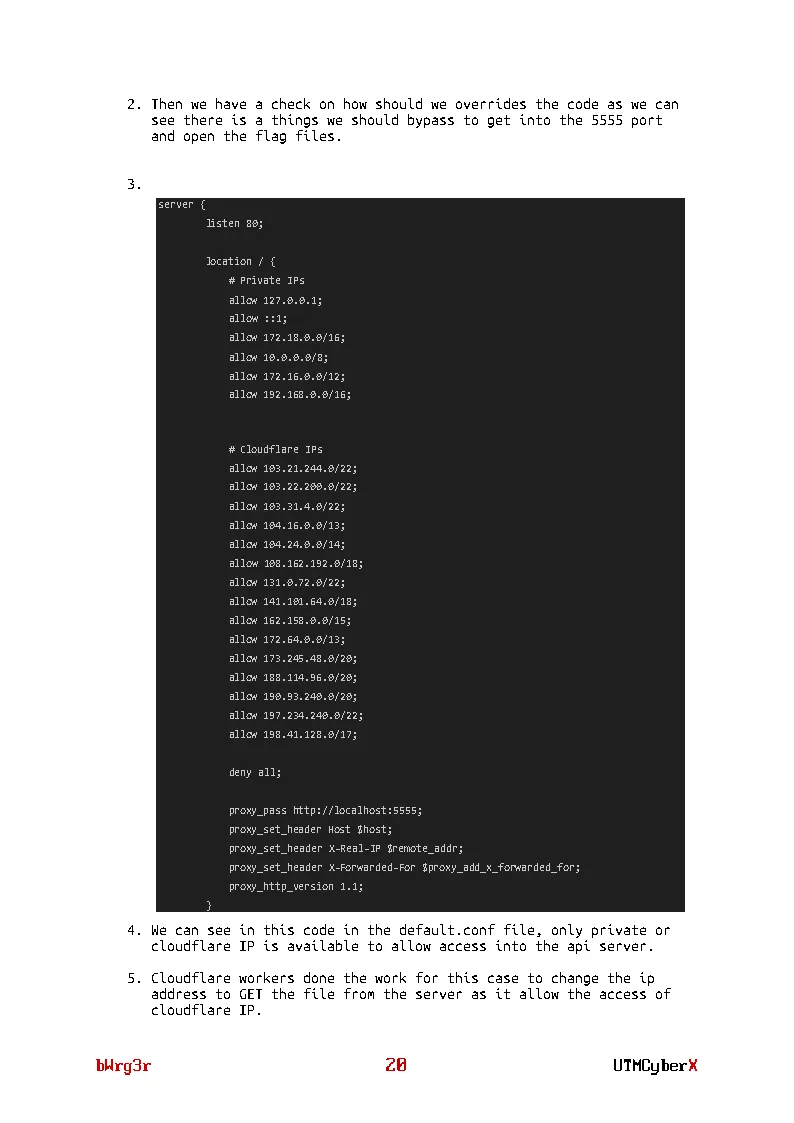 2. Then we have a check on how should we overrides the code as we can
see there is a things we should bypass to get into the 5555 port
and open the flag files.
3.
server {
listen 80;
location / {
# Private IPs
allow 127.0.0.1;
allow ::1;
allow 172.18.0.0/16;
allow 10.0.0.0/8;
allow 172.16.0.0/12;
allow 192.168.0.0/16;
# Cloudflare IPs
allow 103.21.244.0/22;
allow 103.22.200.0/22;
allow 103.31.4.0/22;
allow 104.16.0.0/13;
allow 104.24.0.0/14;
allow 108.162.192.0/18;
allow 131.0.72.0/22;
allow 141.101.64.0/18;
allow 162.158.0.0/15;
allow 172.64.0.0/13;
allow 173.245.48.0/20;
allow 188.114.96.0/20;
allow 190.93.240.0/20;
allow 197.234.240.0/22;
allow 198.41.128.0/17;
deny all;
proxy_pass http://localhost:5555;
proxy_set_header Host $host;
proxy_set_header X-Real-IP $remote_addr;
proxy_set_header X-Forwarded-For $proxy_add_x_forwarded_for;
proxy_http_version 1.1;
}
4. We can see in this code in the default.conf file, only private or
cloudflare IP is available to allow access into the api server.
5. Cloudflare workers done the work for this case to change the ip
address to GET the file from the server as it allow the access of
cloudflare IP.
bWrg3r 20 UTMCyberX